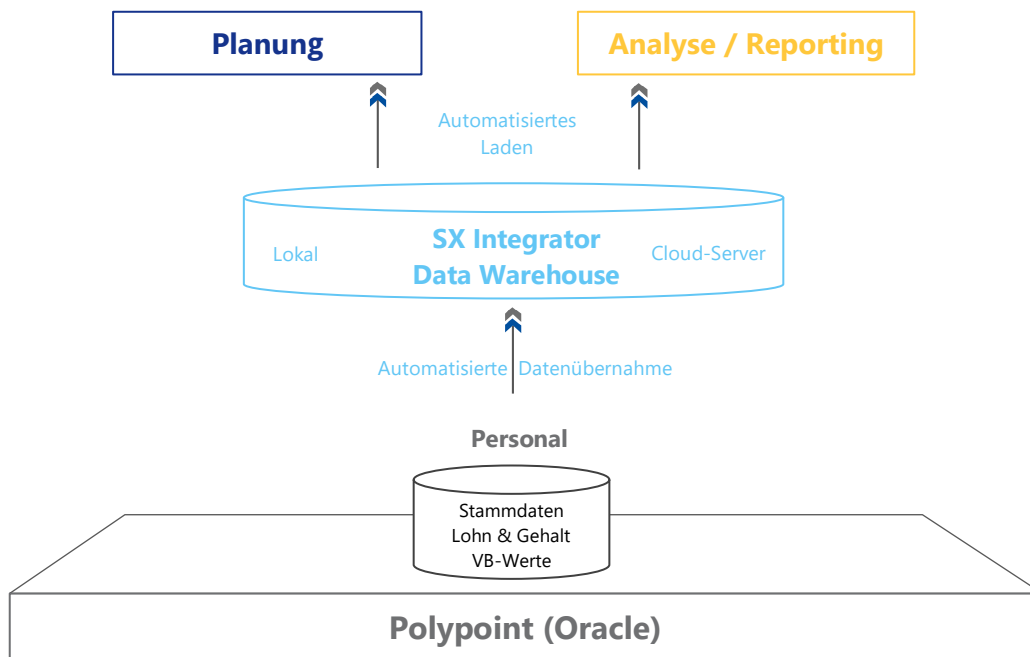 Planung
Analyse / Reporting
Automatisiertes
Laden
SX Integrator
Data Warehouse
Lokal
Cloud-Server
Automatisierte Datenübernahme
Personal
Stammdaten
Lohn & Gehalt
VB-Werte
Polypoint (Oracle)